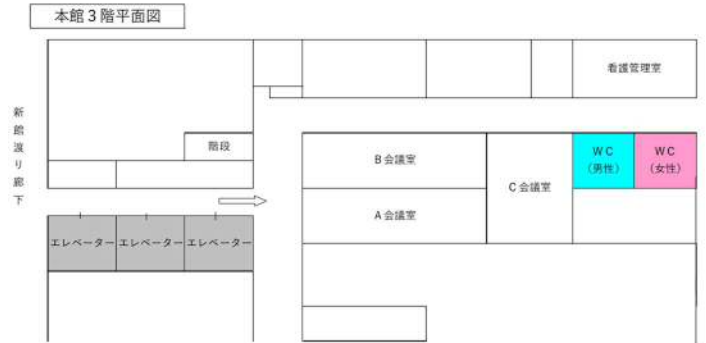 本館3階平面図
看護管理室
新館渡り廊下
階段
B会議室
WC
(男性)
WC
(女性)
C会議室
A会議室
エレベーター
エレベーター
エレベーター